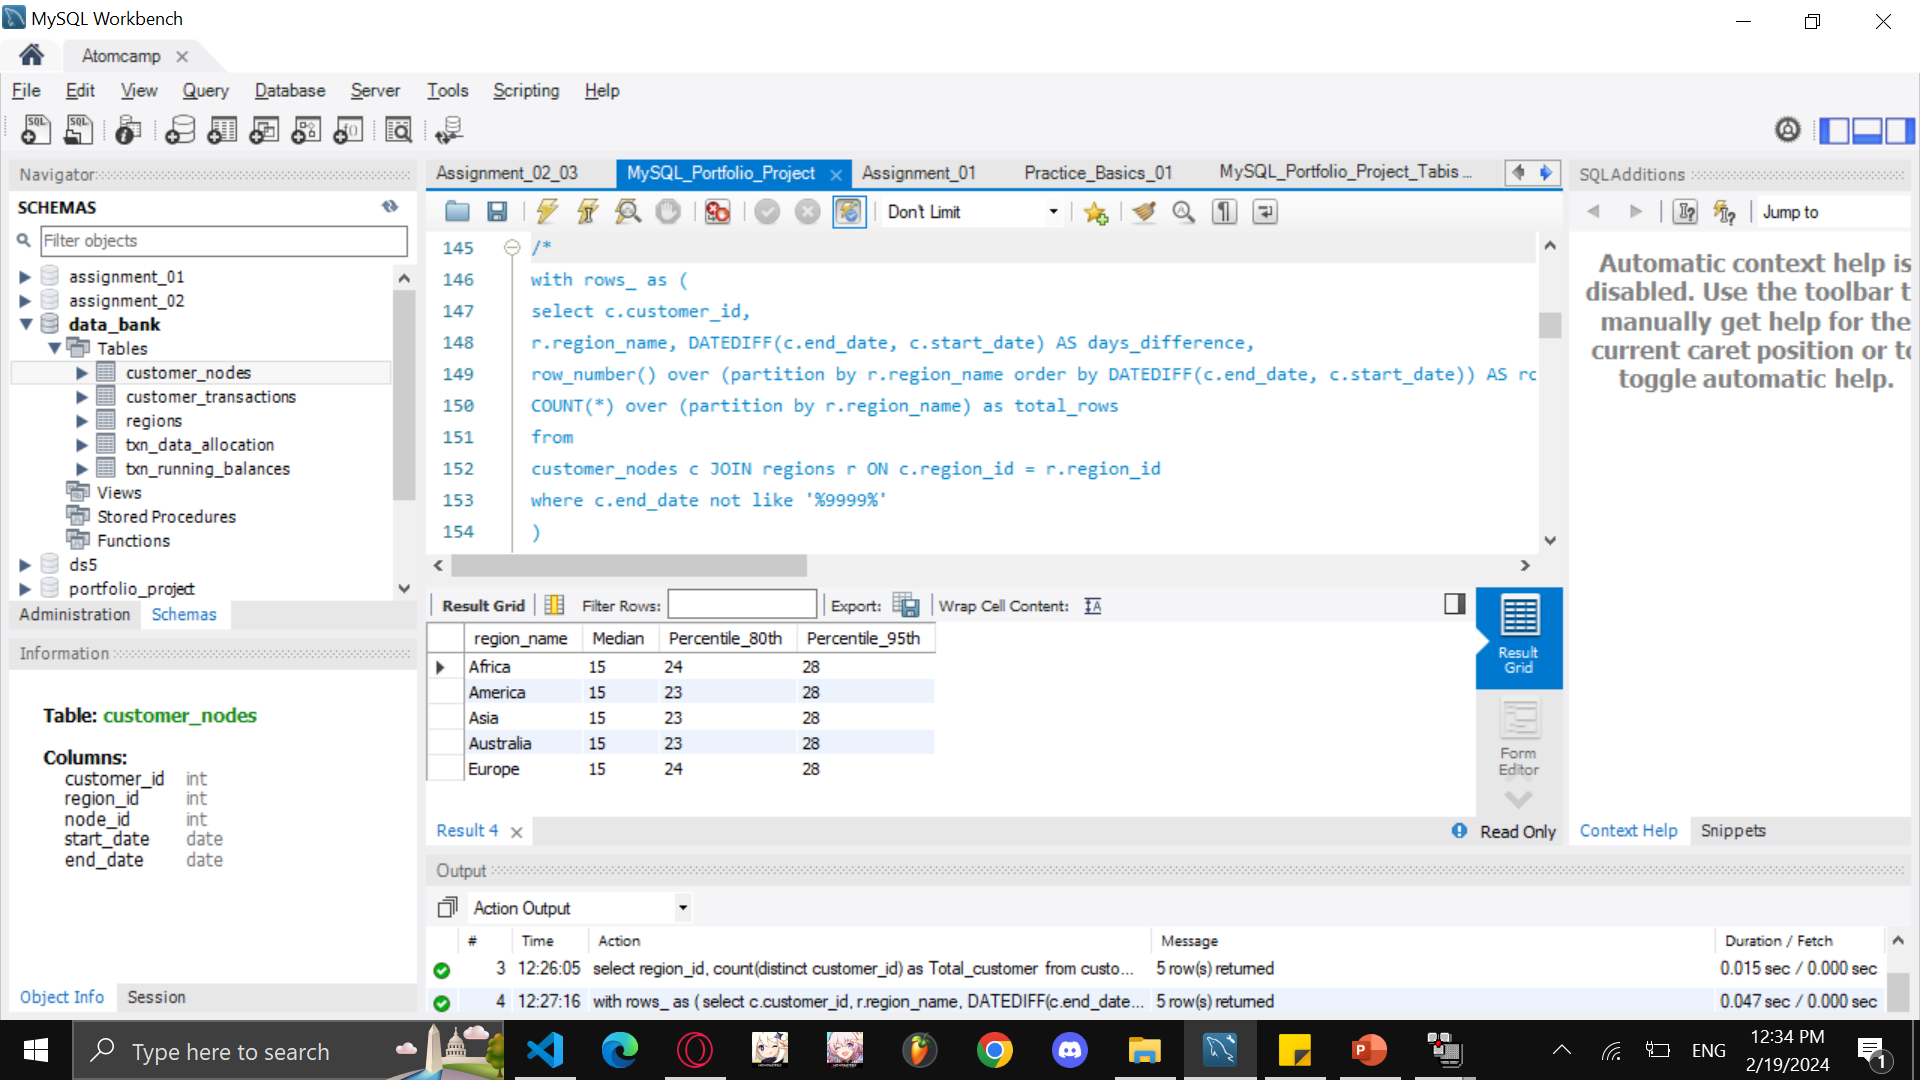 MySQL Workbench
Atomcamp
File Edit View Query Database Server Tools Scripting Help
Navigator
SCHEMAS
Filter objects
assignment_01
assignment_02
data_bank
Tables
customer_nodes
customer_transactions
regions
txn_data_allocation
txn_running_balances
Views
Stored Procedures
Functions
ds5
portfolio_project
Administration Schemas
Information
Table: customer_nodes
Columns:
customer_id int
region_id int
node_id int
start_date date
end_date date
Object Info Session
Assignment_02_03 MySQL_Portfolio_Project Assignment_01 Practice_Basics_01 MySQL_Portfolio_Project_Tabis ...
Don't Limit
145 /*
146 with rows_ as (
147 select c.customer_id,
148 r.region_name, DATEDIFF(c.end_date, c.start_date) AS days_difference,
149 row_number() over (partition by r.region_name order by DATEDIFF(c.end_date, c.start_date)) AS rc
150 COUNT(*) over (partition by r.region_name) as total_rows
151 from
152 customer_nodes c JOIN regions r ON c.region_id = r.region_id
153 where c.end_date not like '%9999%'
154 )
Result Grid Filter Rows: Export: Wrap Cell Content:
region_name Median Percentile_80th Percentile_95th
Africa 15 24 28
America 15 23 28
Asia 15 23 28
Australia 15 23 28
Europe 15 24 28
Result Grid
Form Editor
Result 4
Read Only
SQLAdditions
Jump to
Automatic context help is
disabled. Use the toolbar t
manually get help for the
current caret position or to
toggle automatic help.
Context Help Snippets
Output
Action Output
# Time Action Message Duration / Fetch
3 12:26:05 select region_id, count(distinct customer_id) as Total_customer from custo... 5 row(s) returned 0.015 sec / 0.000 sec
4 12:27:16 with rows_ as ( select c.customer_id, r.region_name, DATEDIFF(c.end_date... 5 row(s) returned 0.047 sec / 0.000 sec
Type here to search
ENG
12:34 PM
2/19/2024
1